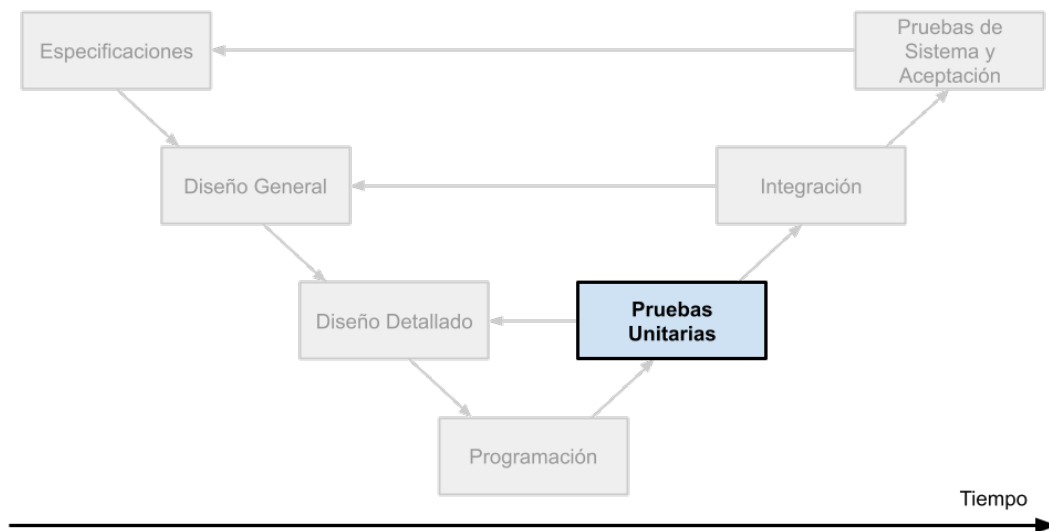 Especificaciones
Pruebas de
Sistema y
Aceptación
Diseño General
Integración
Diseño Detallado
Pruebas
Unitarias
Programación
Tiempo